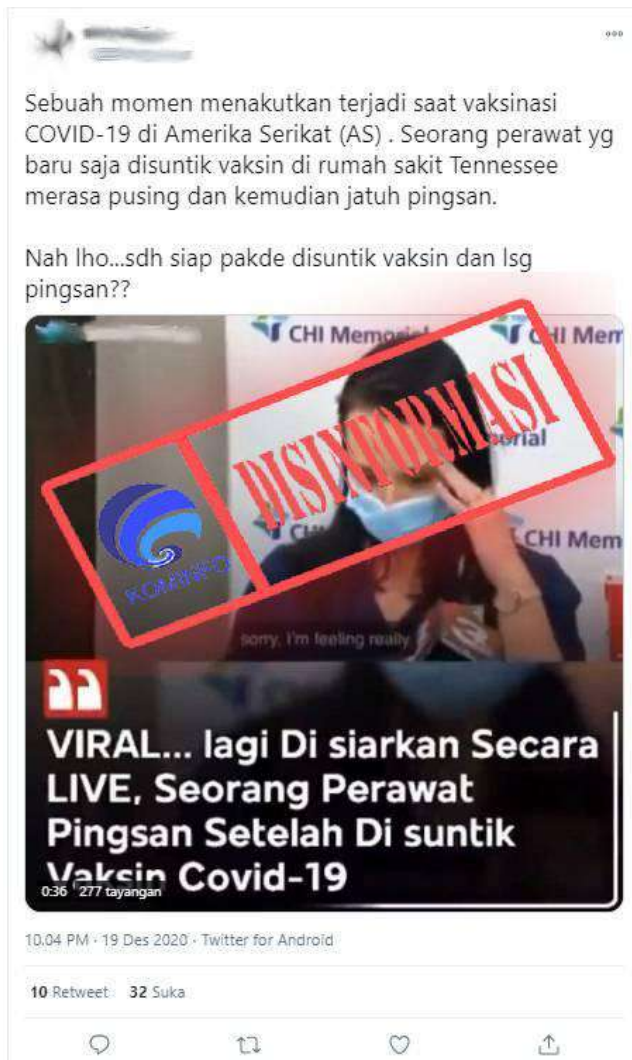 Sebuah momen menakutkan terjadi saat vaksinasi
COVID-19 di Amerika Serikat (AS) . Seorang perawat yg
baru saja disuntik vaksin di rumah sakit Tennessee
merasa pusing dan kemudian jatuh pingsan.
Nah lho...sdh siap pakde disuntik vaksin dan lsg
pingsan??
CHI Memorial
CHI Mem
DISINFORMASI
orial
KOMINFO
CHI Mem
sorry, I'm feeling really
VIRAL... lagi Di siarkan Secara
LIVE, Seorang Perawat
Pingsan Setelah Di suntik
Vaksin Covid-19
0:36 277 tayangan
10.04 PM · 19 Des 2020 · Twitter for Android
10 Retweet 32 Suka